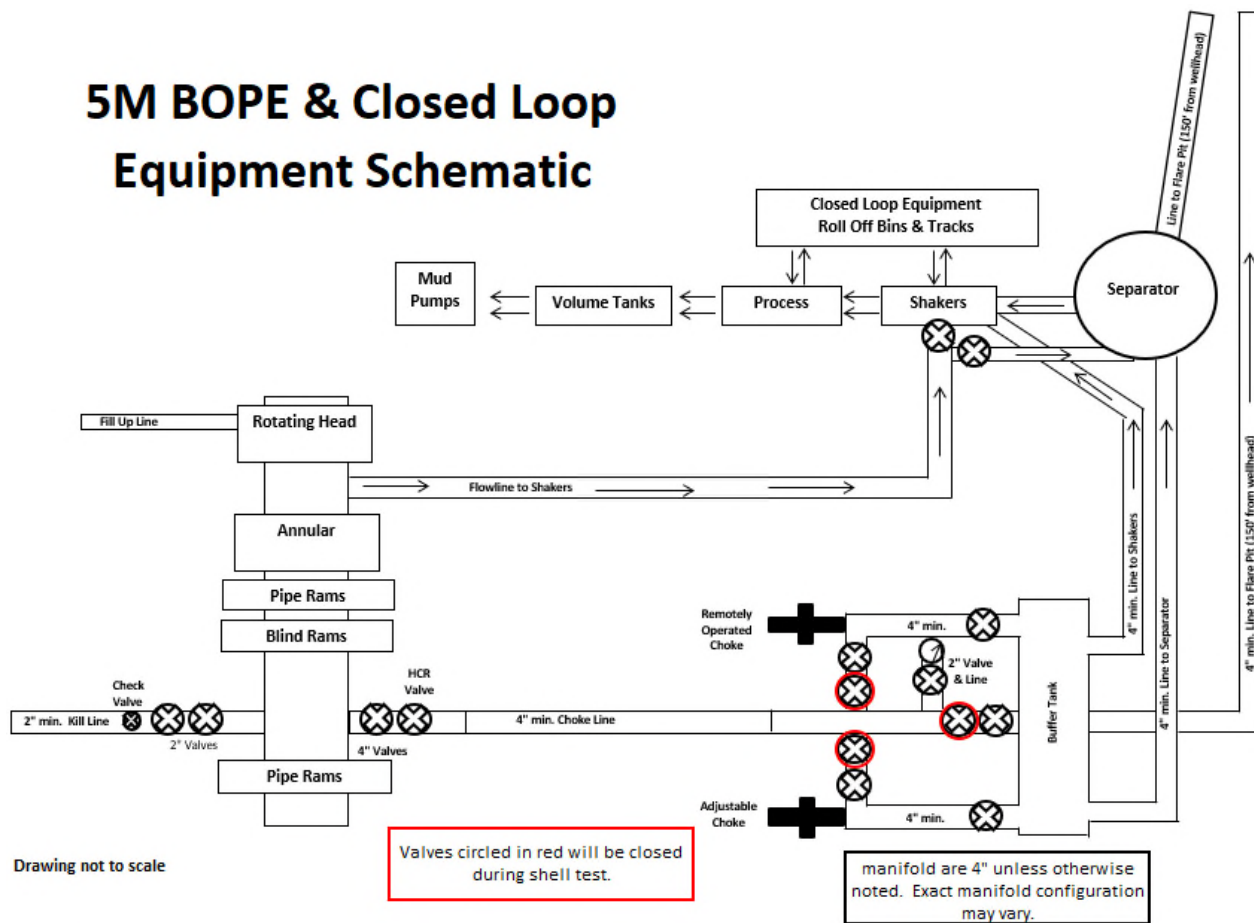 5M BOPE & Closed Loop
Equipment Schematic
Line to Flare Pit (150' from wellhead)
Closed Loop Equipment
Roll Off Bins & Tracks
Mud
Pumps
Volume Tanks
Process
Shakers
Separator
Fill Up Line
Rotating Head
Flowline to Shakers
Annular
Pipe Rams
Blind Rams
Check
Valve
2" min. Kill Line
2" Valves
HCR
Valve
4" Valves
4" min. Choke Line
Pipe Rams
Remotely
Operated
Choke
4" min.
2" Valve
& Line
Buffer Tank
Adjustable
Choke
4" min.
4" min. Line to Shakers
4" min. Line to Separator
4" min. Line to Flare Pit (150' from wellhead)
Drawing not to scale
Valves circled in red will be closed
during shell test.
manifold are 4" unless otherwise
noted. Exact manifold configuration
may vary.